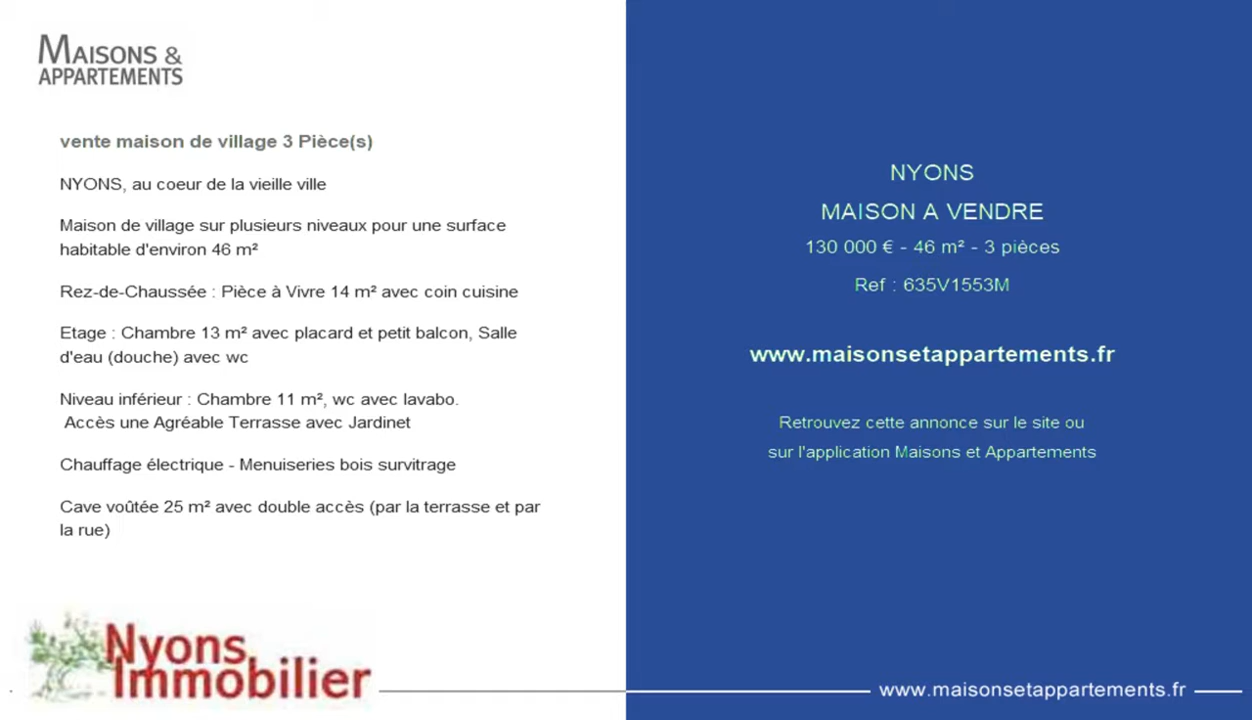 MAISONS &
APPARTEMENTS
vente maison de village 3 Pièce(s)
NYONS, au coeur de la vieille ville
Maison de village sur plusieurs niveaux pour une surface
habitable d'environ 46 m²
Rez-de-Chaussée : Pièce à Vivre 14 m² avec coin cuisine
Etage : Chambre 13 m² avec placard et petit balcon, Salle
d'eau (douche) avec wc
Niveau inférieur : Chambre 11 m², wc avec lavabo.
Accès une Agréable Terrasse avec Jardinet
Chauffage électrique - Menuiseries bois survitrage
Cave voûtée 25 m² avec double accès (par la terrasse et par
la rue)
Nyons
Immobilier
NYONS
MAISON A VENDRE
130 000 € - 46 m² - 3 pièces
Ref : 635V1553M
www.maisonsetappartements.fr
Retrouvez cette annonce sur le site ou
sur l'application Maisons et Appartements
www.maisonsetappartements.fr